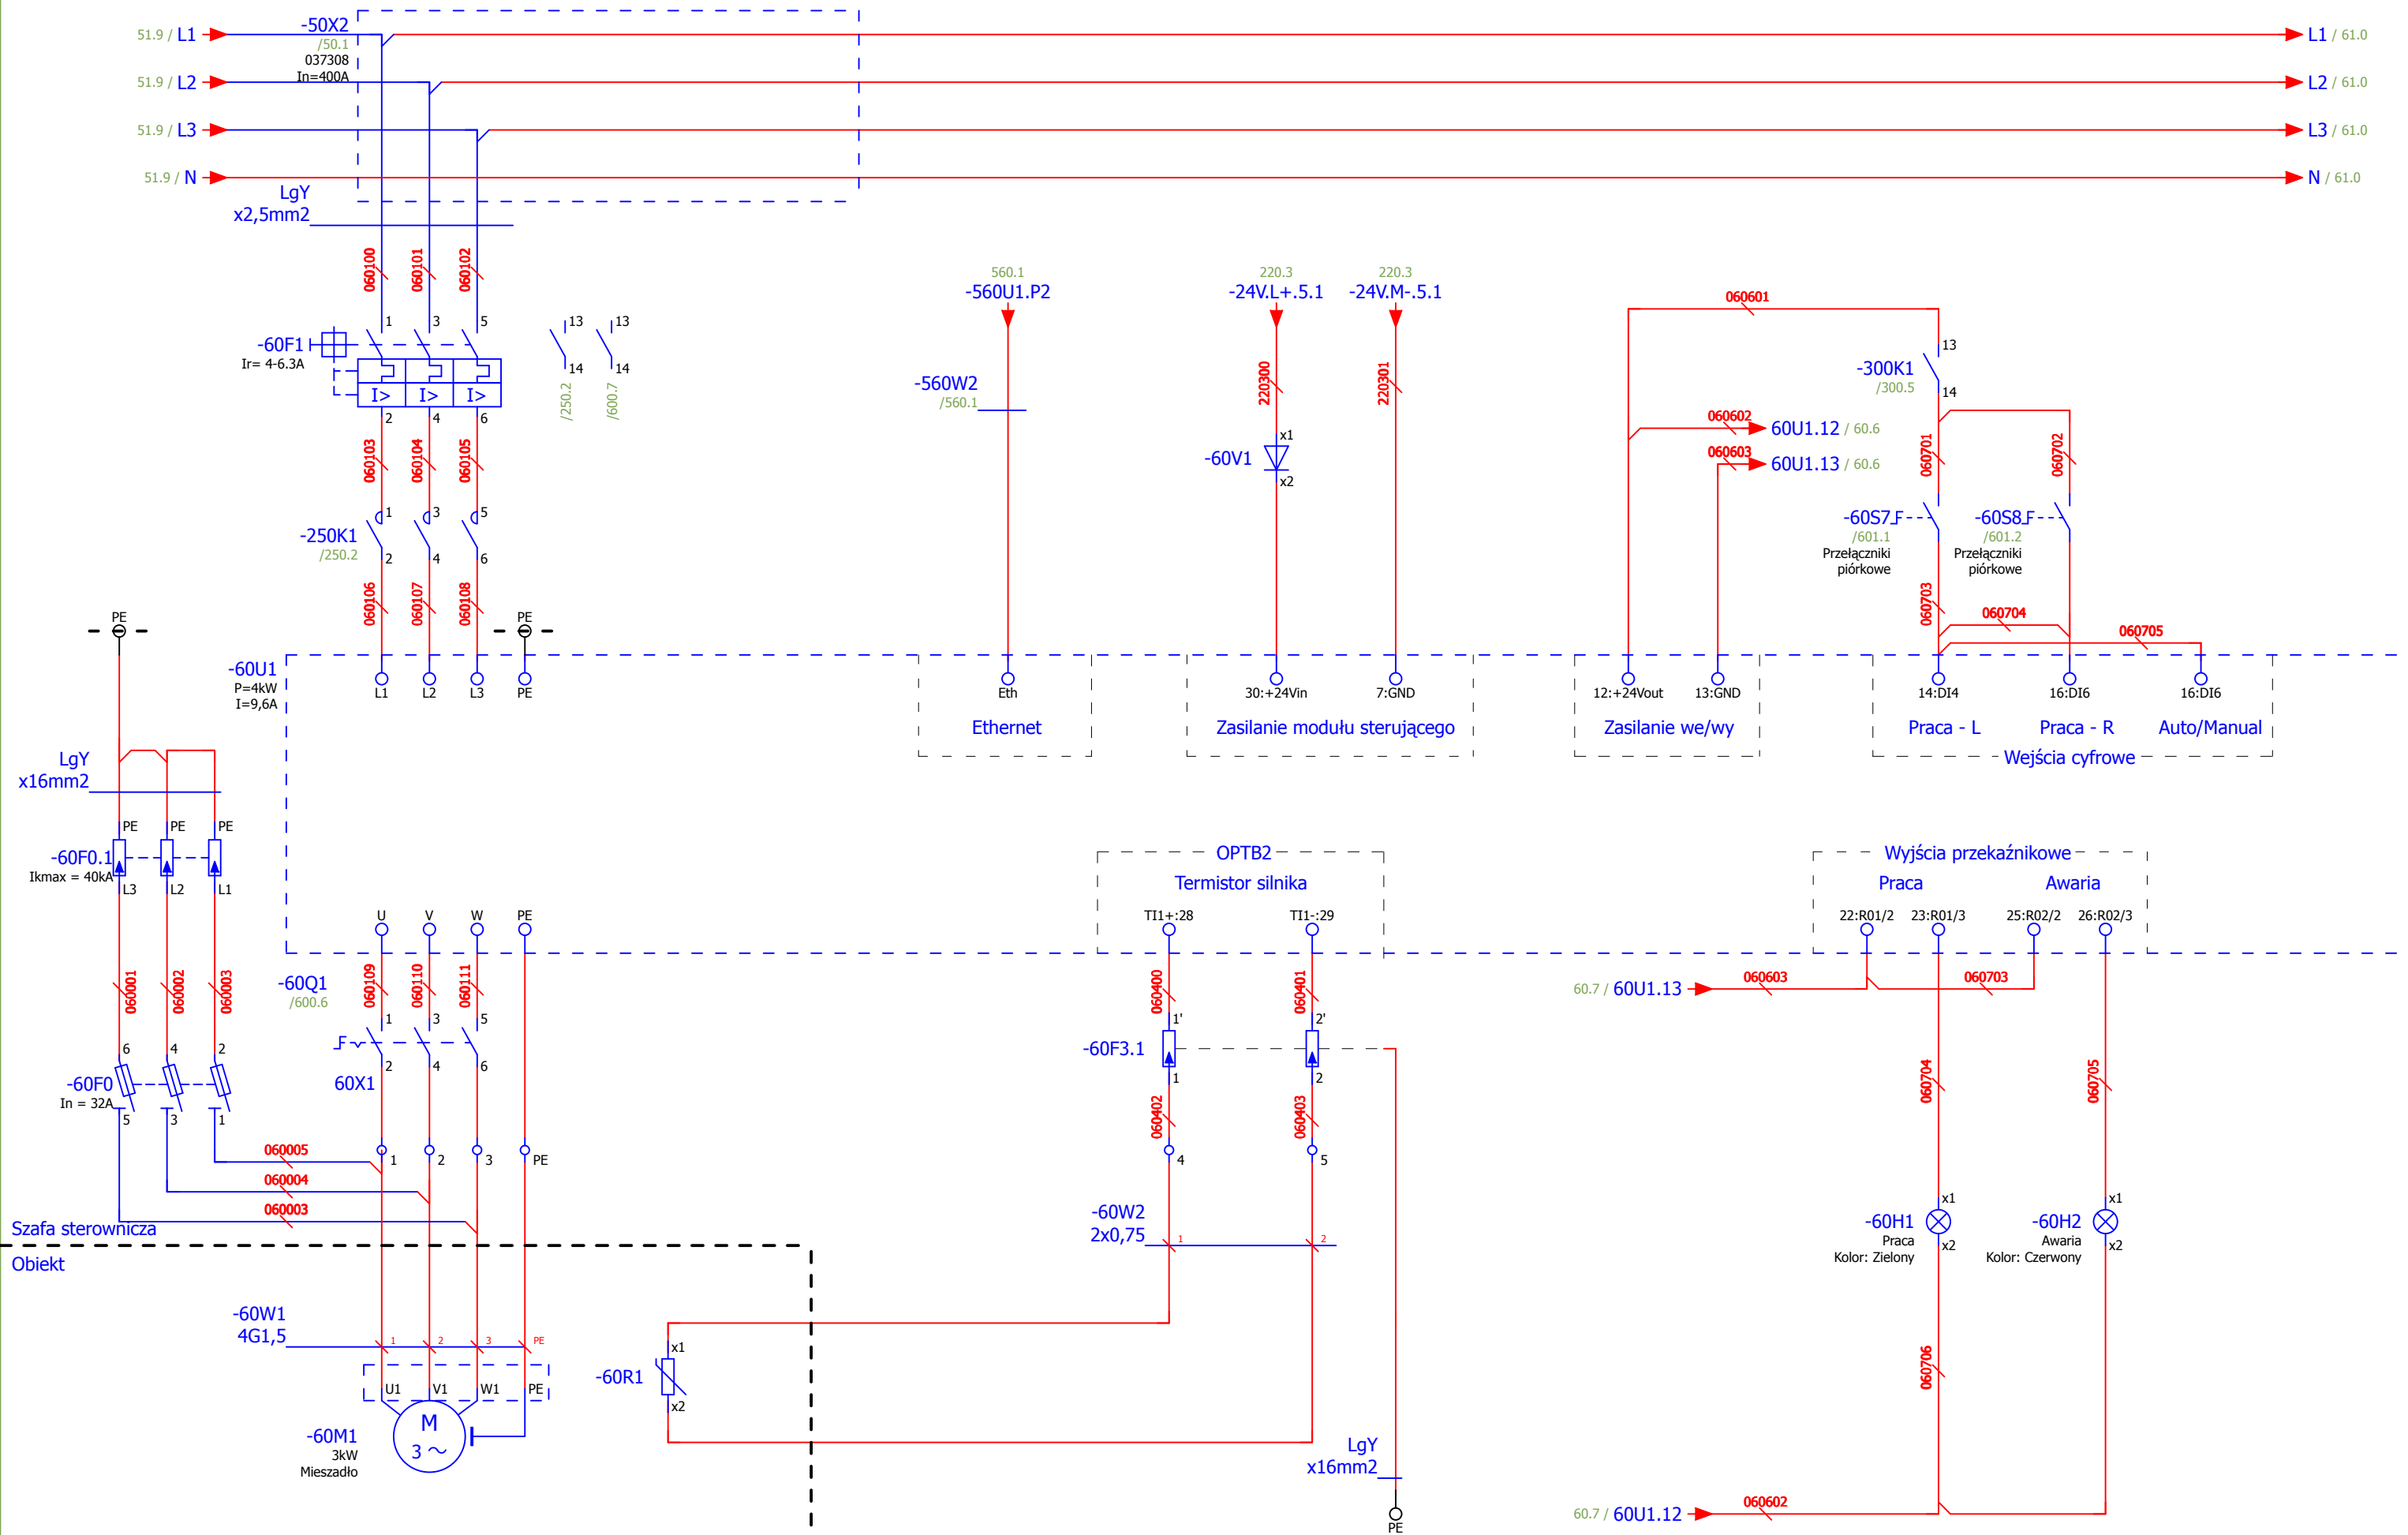 51.9 / L1
-50X2
/50.1
037308
In=400A
L1 / 61.0
51.9 / L2
L2 / 61.0
51.9 / L3
L3 / 61.0
51.9 / N
N / 61.0
LgY
x2,5mm2
060100
060101
060102
560.1
-560U1.P2
220.3
-24V.L+.5.1
220.3
-24V.M-.5.1
060601
-60F1
Ir= 4-6.3A
1
3
5
I>
I>
I>
2
4
6
13
14
/250.2
13
14
/600.7
-560W2
/560.1
220300
220301
-60V1
x1
x2
-300K1
/300.5
13
14
060602
60U1.12 / 60.6
060603
60U1.13 / 60.6
060701
060702
060103
060104
060105
-250K1
/250.2
1
3
5
2
4
6
-60S7
/601.1
Przełączniki
piórkowe
-60S8
/601.2
Przełączniki
piórkowe
060106
060107
060108
060703
060704
060705
PE
PE
-60U1
P=4kW
I=9,6A
L1
L2
L3
PE
Eth
Ethernet
30:+24Vin
7:GND
Zasilanie modułu sterującego
12:+24Vout
13:GND
Zasilanie we/wy
14:DI4
16:DI6
16:DI6
Praca - L
Praca - R
Auto/Manual
Wejścia cyfrowe
LgY
x16mm2
-60F0.1
Ikmax = 40kA
PE
PE
PE
L3
L2
L1
OPTB2
Termistor silnika
TI1+:28
TI1-:29
Wyjścia przekaźnikowe
Praca
Awaria
22:R01/2
23:R01/3
25:R02/2
26:R02/3
U
V
W
PE
060001
060002
060003
-60Q1
/600.6
060109
060110
060111
1
3
5
2
4
6
60X1
060400
060401
-60F3.1
1'
2'
1
2
060402
060403
60.7 / 60U1.13
060603
060703
060704
060705
-60F0
In = 32A
6
4
2
5
3
1
060005
060004
060003
1
2
3
PE
4
5
Szafa sterownicza
Obiekt
-60W2
2x0,75
1
2
-60H1
Praca
Kolor: Zielony
x1
x2
-60H2
Awaria
Kolor: Czerwony
x1
x2
-60W1
4G1,5
1
2
3
PE
U1
V1
W1
PE
M
3 ~
-60M1
3kW
Mieszadło
-60R1
x1
x2
060706
LgY
x16mm2
PE
60.7 / 60U1.12
060602